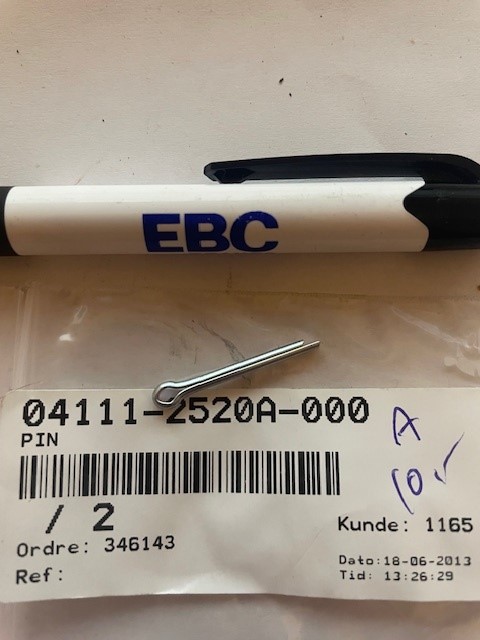 EBC
04111-2520A-000
PIN
A
10,-
/ 2
Ordre: 346143
Kunde: 1165
Ref:
Dato:18-06-2013
Tid: 13:26:29